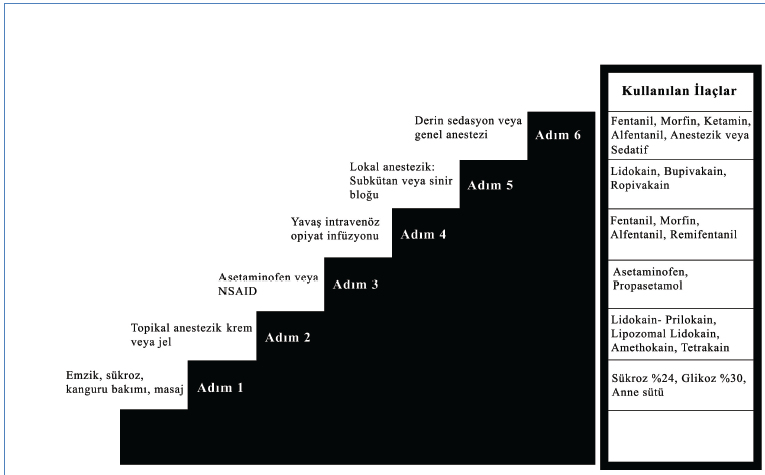 Kullanılan İlaçlar
Derin sedasyon veya
genel anestezi
Adım 6
Fentanil, Morfin, Ketamin,
Alfentanil, Anestezik veya
Sedatif
Lokal anestezik:
Subkütan veya sinir
bloğu
Adım 5
Lidokain, Bupivakain,
Ropivakain
Yavaş intravenöz
opiyat infüzyonu
Adım 4
Fentanil, Morfin,
Alfentanil, Remifentanil
Asetaminofen veya
NSAID
Adım 3
Asetaminofen,
Propasetamol
Topikal anestezik krem
veya jel
Adım 2
Lidokain- Prilokain,
Lipozomal Lidokain,
Amethokain, Tetrakain
Emzik, sükroz,
kanguru bakımı, masaj
Adım 1
Sükroz %24, Glikoz %30,
Anne sütü